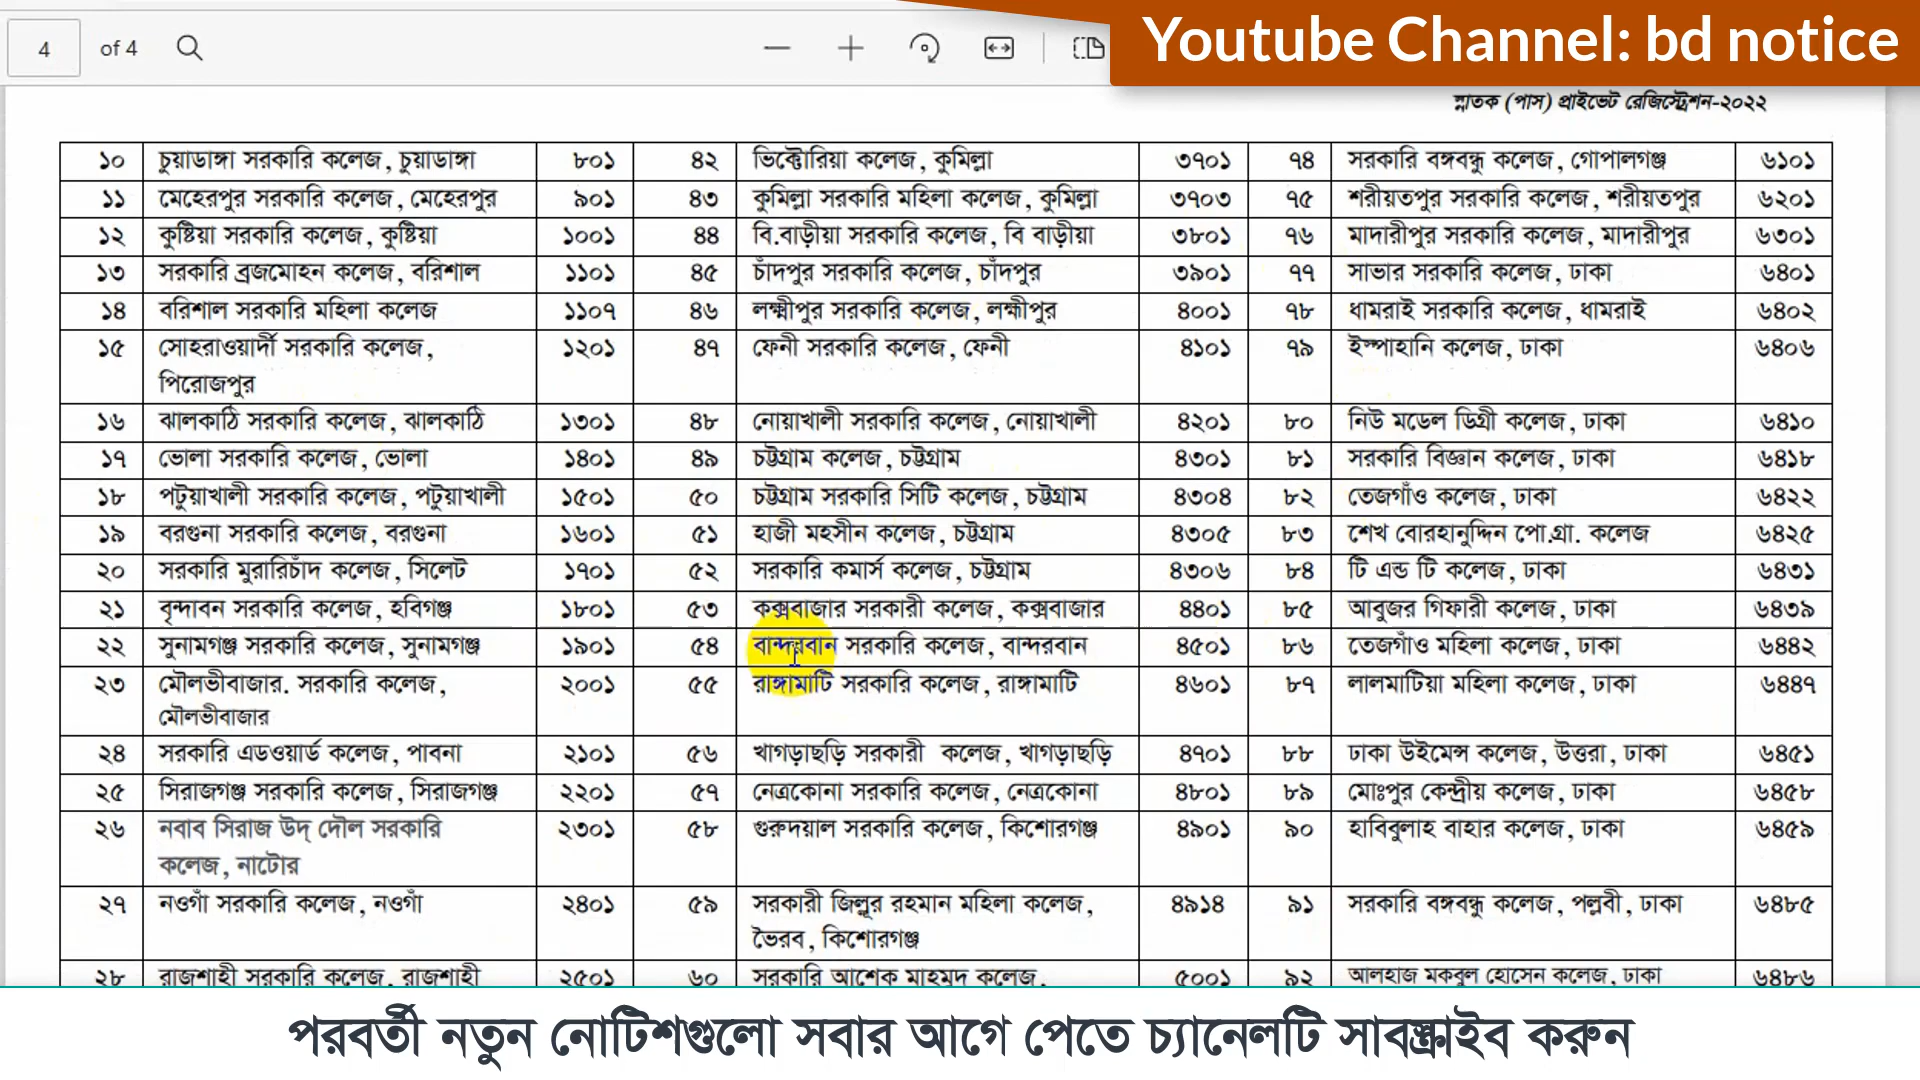 4 of 4
Youtube Channel: bd notice
স্নাতক (পাস) প্রাইভেট রেজিস্ট্রেশন-২০২২
১০ চুয়াডাঙ্গা সরকারি কলেজ, চুয়াডাঙ্গা ৮০১ ৪২ ভিক্টোরিয়া কলেজ, কুমিল্লা ৩৭০১ ৭৪ সরকারি বঙ্গবন্ধু কলেজ, গোপালগঞ্জ ৬১০১
১১ মেহেরপুর সরকারি কলেজ, মেহেরপুর ৯০১ ৪৩ কুমিল্লা সরকারি মহিলা কলেজ, কুমিল্লা ৩৭০৩ ৭৫ শরীয়তপুর সরকারি কলেজ, শরীয়তপুর ৬২০১
১২ কুষ্টিয়া সরকারি কলেজ, কুষ্টিয়া ১০০১ ৪৪ বি.বাড়ীয়া সরকারি কলেজ, বি বাড়ীয়া ৩৮০১ ৭৬ মাদারীপুর সরকারি কলেজ, মাদারীপুর ৬৩০১
১৩ সরকারি ব্রজমোহন কলেজ, বরিশাল ১১০১ ৪৫ চাঁদপুর সরকারি কলেজ, চাঁদপুর ৩৯০১ ৭৭ সাভার সরকারি কলেজ, ঢাকা ৬৪০১
১৪ বরিশাল সরকারি মহিলা কলেজ ১১০৭ ৪৬ লক্ষ্মীপুর সরকারি কলেজ, লক্ষ্মীপুর ৪০০১ ৭৮ ধামরাই সরকারি কলেজ, ধামরাই ৬৪০২
১৫ সোহরাওয়ার্দী সরকারি কলেজ, ১২০১ ৪৭ ফেনী সরকারি কলেজ, ফেনী ৪১০১ ৭৯ ইস্পাহানি কলেজ, ঢাকা ৬৪০৬
পিরোজপুর
১৬ ঝালকাঠি সরকারি কলেজ, ঝালকাঠি ১৩০১ ৪৮ নোয়াখালী সরকারি কলেজ, নোয়াখালী ৪২০১ ৮০ নিউ মডেল ডিগ্রী কলেজ, ঢাকা ৬৪১০
১৭ ভোলা সরকারি কলেজ, ভোলা ১৪০১ ৪৯ চট্টগ্রাম কলেজ, চট্টগ্রাম ৪৩০১ ৮১ সরকারি বিজ্ঞান কলেজ, ঢাকা ৬৪১৮
১৮ পটুয়াখালী সরকারি কলেজ, পটুয়াখালী ১৫০১ ৫০ চট্টগ্রাম সরকারি সিটি কলেজ, চট্টগ্রাম ৪৩০৪ ৮২ তেজগাঁও কলেজ, ঢাকা ৬৪২২
১৯ বরগুনা সরকারি কলেজ, বরগুনা ১৬০১ ৫১ হাজী মহসীন কলেজ, চট্টগ্রাম ৪৩০৫ ৮৩ শেখ বোরহানুদ্দিন পো.গ্রা. কলেজ ৬৪২৫
২০ সরকারি মুরারিচাঁদ কলেজ, সিলেট ১৭০১ ৫২ সরকারি কমার্স কলেজ, চট্টগ্রাম ৪৩০৬ ৮৪ টি এন্ড টি কলেজ, ঢাকা ৬৪৩১
২১ বৃন্দাবন সরকারি কলেজ, হবিগঞ্জ ১৮০১ ৫৩ কক্সবাজার সরকারী কলেজ, কক্সবাজার ৪৪০১ ৮৫ আবুজর গিফারী কলেজ, ঢাকা ৬৪৩৯
২২ সুনামগঞ্জ সরকারি কলেজ, সুনামগঞ্জ ১৯০১ ৫৪ বান্দরবান সরকারি কলেজ, বান্দরবান ৪৫০১ ৮৬ তেজগাঁও মহিলা কলেজ, ঢাকা ৬৪৪২
২৩ মৌলভীবাজার. সরকারি কলেজ, ২০০১ ৫৫ রাঙ্গামাটি সরকারি কলেজ, রাঙ্গামাটি ৪৬০১ ৮৭ লালমাটিয়া মহিলা কলেজ, ঢাকা ৬৪৪৭
মৌলভীবাজার
২৪ সরকারি এডওয়ার্ড কলেজ, পাবনা ২১০১ ৫৬ খাগড়াছড়ি সরকারী কলেজ, খাগড়াছড়ি ৪৭০১ ৮৮ ঢাকা উইমেন্স কলেজ, উত্তরা, ঢাকা ৬৪৫১
২৫ সিরাজগঞ্জ সরকারি কলেজ, সিরাজগঞ্জ ২২০১ ৫৭ নেত্রকোনা সরকারি কলেজ, নেত্রকোনা ৪৮০১ ৮৯ মোঃপুর কেন্দ্রীয় কলেজ, ঢাকা ৬৪৫৮
২৬ নবাব সিরাজ উদ্ দৌল সরকারি ২৩০১ ৫৮ গুরুদয়াল সরকারি কলেজ, কিশোরগঞ্জ ৪৯০১ ৯০ হাবিবুলাহ বাহার কলেজ, ঢাকা ৬৪৫৯
কলেজ, নাটোর
২৭ নওগাঁ সরকারি কলেজ, নওগাঁ ২৪০১ ৫৯ সরকারী জিল্লুর রহমান মহিলা কলেজ, ৪৯১৪ ৯১ সরকারি বঙ্গবন্ধু কলেজ, পল্লবী, ঢাকা ৬৪৮৫
ভৈরব, কিশোরগঞ্জ
২৮ রাজশাহী সরকারি কলেজ, রাজশাহী ২৫০১ ৬০ সরকারি আশেক মাহমুদ কলেজ, ৫০০১ ৯২ আলহাজ মকবুল হোসেন কলেজ, ঢাকা ৬৪৮৬
পরবর্তী নতুন নোটিশগুলো সবার আগে পেতে চ্যানেলটি সাবস্ক্রাইব করুন